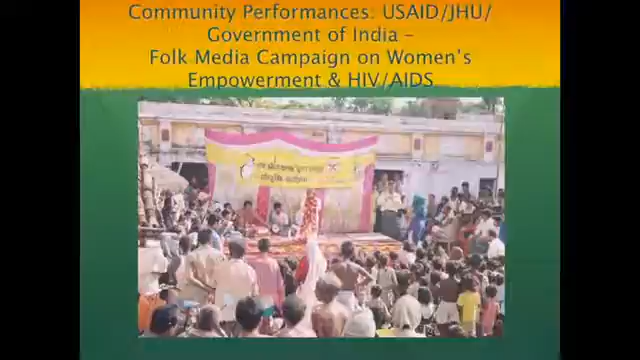 Community Performances: USAID/JHU/
Government of India –
Folk Media Campaign on Women's
Empowerment & HIV/AIDS